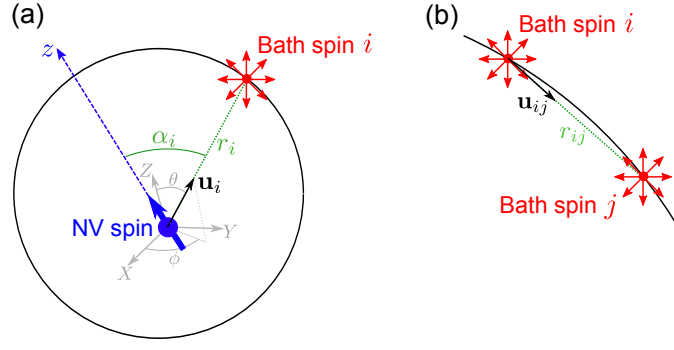 (a)
Bath spin i
z
α_i
r_i
Z
θ
u_i
NV spin
Y
X
ϕ
(b)
Bath spin i
u_ij
r_ij
Bath spin j